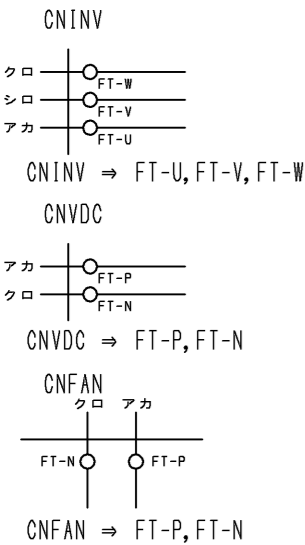 CNINV
クロ
FT-W
シロ
FT-V
アカ
FT-U
CNINV ⇒ FT-U,FT-V,FT-W
CNVDC
アカ
FT-P
クロ
FT-N
CNVDC ⇒ FT-P,FT-N
CNFAN
クロ アカ
FT-N FT-P
CNFAN ⇒ FT-P,FT-N